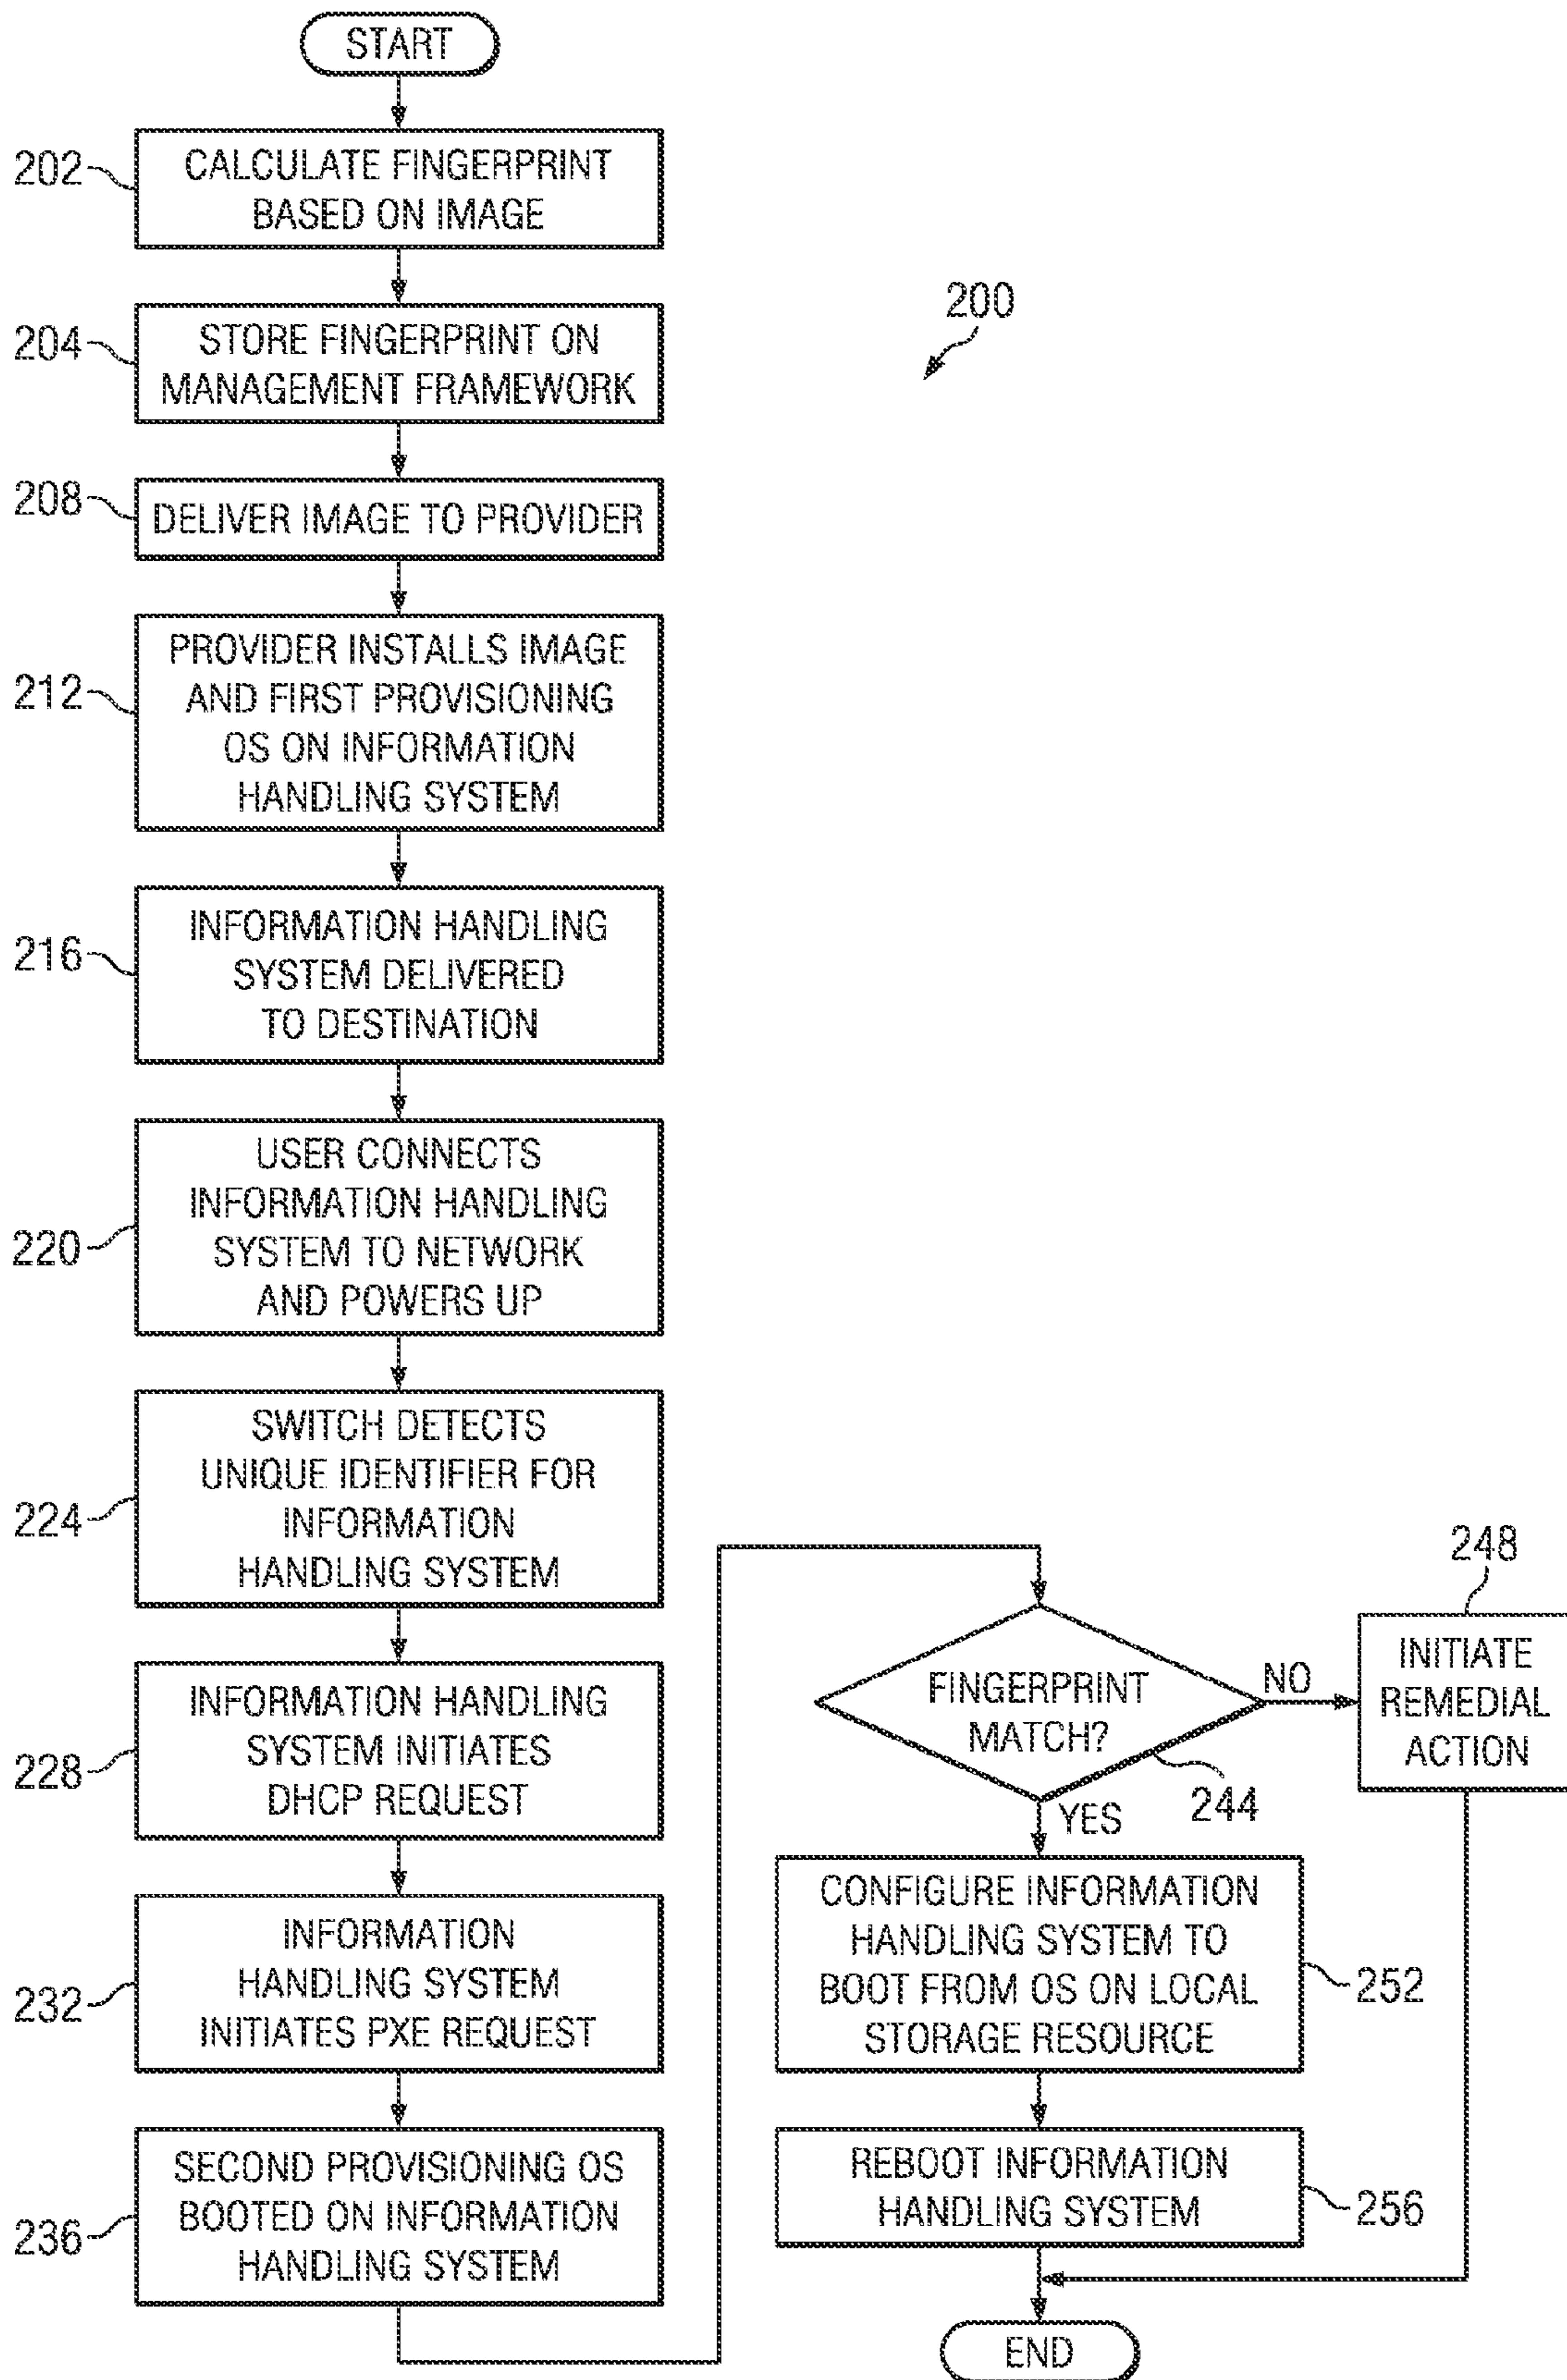 START
202
CALCULATE FINGERPRINT
BASED ON IMAGE
200
204
STORE FINGERPRINT ON
MANAGEMENT FRAMEWORK
208
DELIVER IMAGE TO PROVIDER
212
PROVIDER INSTALLS IMAGE
AND FIRST PROVISIONING
OS ON INFORMATION
HANDLING SYSTEM
216
INFORMATION HANDLING
SYSTEM DELIVERED
TO DESTINATION
220
USER CONNECTS
INFORMATION HANDLING
SYSTEM TO NETWORK
AND POWERS UP
224
SWITCH DETECTS
UNIQUE IDENTIFIER FOR
INFORMATION
HANDLING SYSTEM
228
INFORMATION HANDLING
SYSTEM INITIATES
DHCP REQUEST
232
INFORMATION
HANDLING SYSTEM
INITIATES PXE REQUEST
236
SECOND PROVISIONING OS
BOOTED ON INFORMATION
HANDLING SYSTEM
FINGERPRINT
MATCH?
244
NO
248
INITIATE
REMEDIAL
ACTION
YES
CONFIGURE INFORMATION
HANDLING SYSTEM TO
BOOT FROM OS ON LOCAL
STORAGE RESOURCE
252
REBOOT INFORMATION
HANDLING SYSTEM
256
END